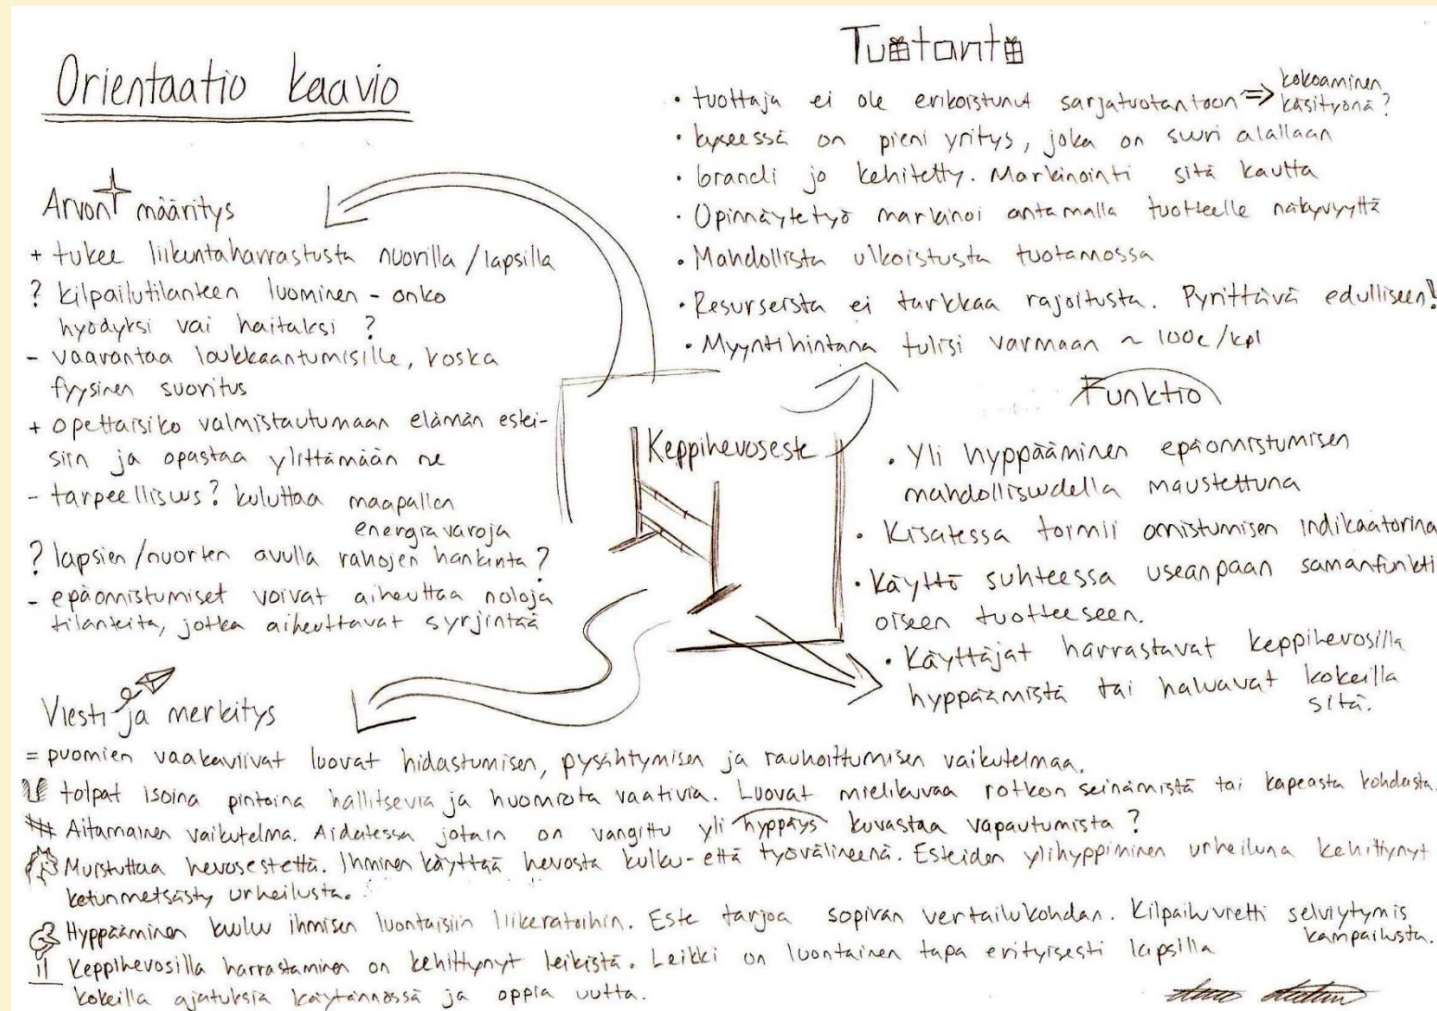 Orientaatio kaavio
Arvon määritys
+ tukee liikuntaharrastusta nuorilla / lapsilla
? kilpailutilanteen luominen - onko
hyödyksi vai haitaksi ?
- vaarantaa loukkaantumisille, koska
fyysinen suoritus
+ opettaisiko valmistautumaan elämän estei-
siin ja opastaa ylittämään ne
- tarpeellisuus? kuluttaa maapallon
energiavaroja
? lapsien/nuorten avulla rahojen hankinta ?
- epäonnistumiset voivat aiheuttaa noloja
tilanteita, jotka aiheuttavat syrjintää
Tuotanto
• tuottaja ei ole erikoistunut sarjatuotantoon => kokoaminen
käsityönä ?
• kyseessä on pieni yritys, joka on suuri alallaan
• brandi jo kehitetty. Markinointi sitä kautta
• Opinnäytetyö markinoi antamalla tuotteelle näkyvyyttä
• Mahdollista ulkoistusta tuotannossa
• Resurseista ei tarkkaa rajoitusta. Pyrittävä edulliseen!
• Myyntihintana tulisi varmaan ~ 100€/kpl
Keppihevoseste
Funktio
• Yli hyppääminen epäonnistumisen
mahdollisuudella maustettuna
• Kisatessa toimii onnistumisen indikaatorina
• Käyttö suhteessa useanpaan samanfunkti
oiseen tuotteeseen.
• Käyttäjät harrastavat keppihevosilla
hyppäämistä tai haluavat kokeilla
sitä.
Viesti ja merkitys
= puomien vaakaviivat luovat hidastumisen, pysähtymisen ja rauhoittumisen vaikutelmaa.
tolpat isoina pintoina hallitsevia ja huomiota vaativia. Luovat mielikuvaa rotkon seinämistä tai kapeasta kohdasta.
Aitamainen vaikutelma. Aidatessa jotain on vangittu yli hyppäys kuvastaa vapautumista ?
Muistuttaa hevosestettä. Ihminen käyttää hevosta kulku- että työvälineenä. Esteiden ylihyppiminen urheiluna kehittynyt
ketunmetsästy urheilusta.
Hyppääminen kuuluu ihmisen luontaisiin liikeratoihin. Este tarjoa sopivan vertailukohdan. Kilpailuvietti selviytymis
kampailusta.
Keppihevosilla harrastaminen on kehittynyt leikistä. Leikki on luontainen tapa erityisesti lapsilla
kokeilla ajatuksia käytännössä ja oppia uutta.